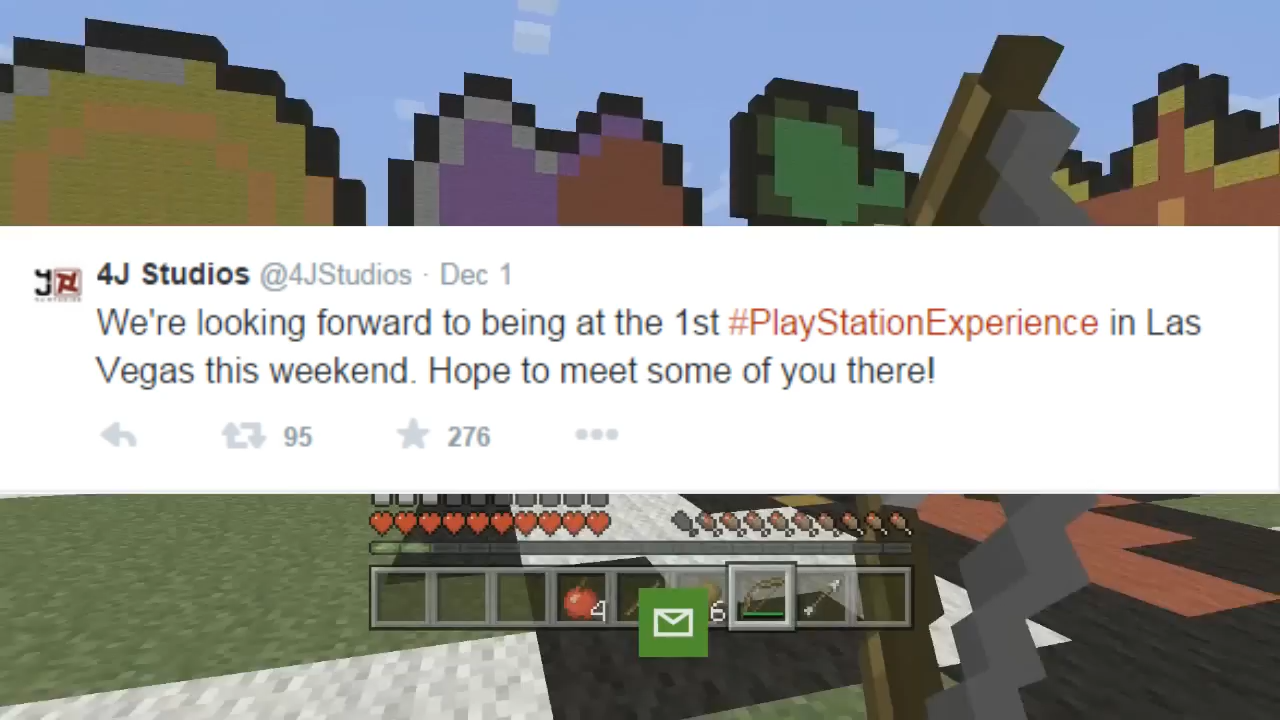 4J Studios @4JStudios · Dec 1
We're looking forward to being at the 1st #PlayStationExperience in Las
Vegas this weekend. Hope to meet some of you there!
95 276
4 6